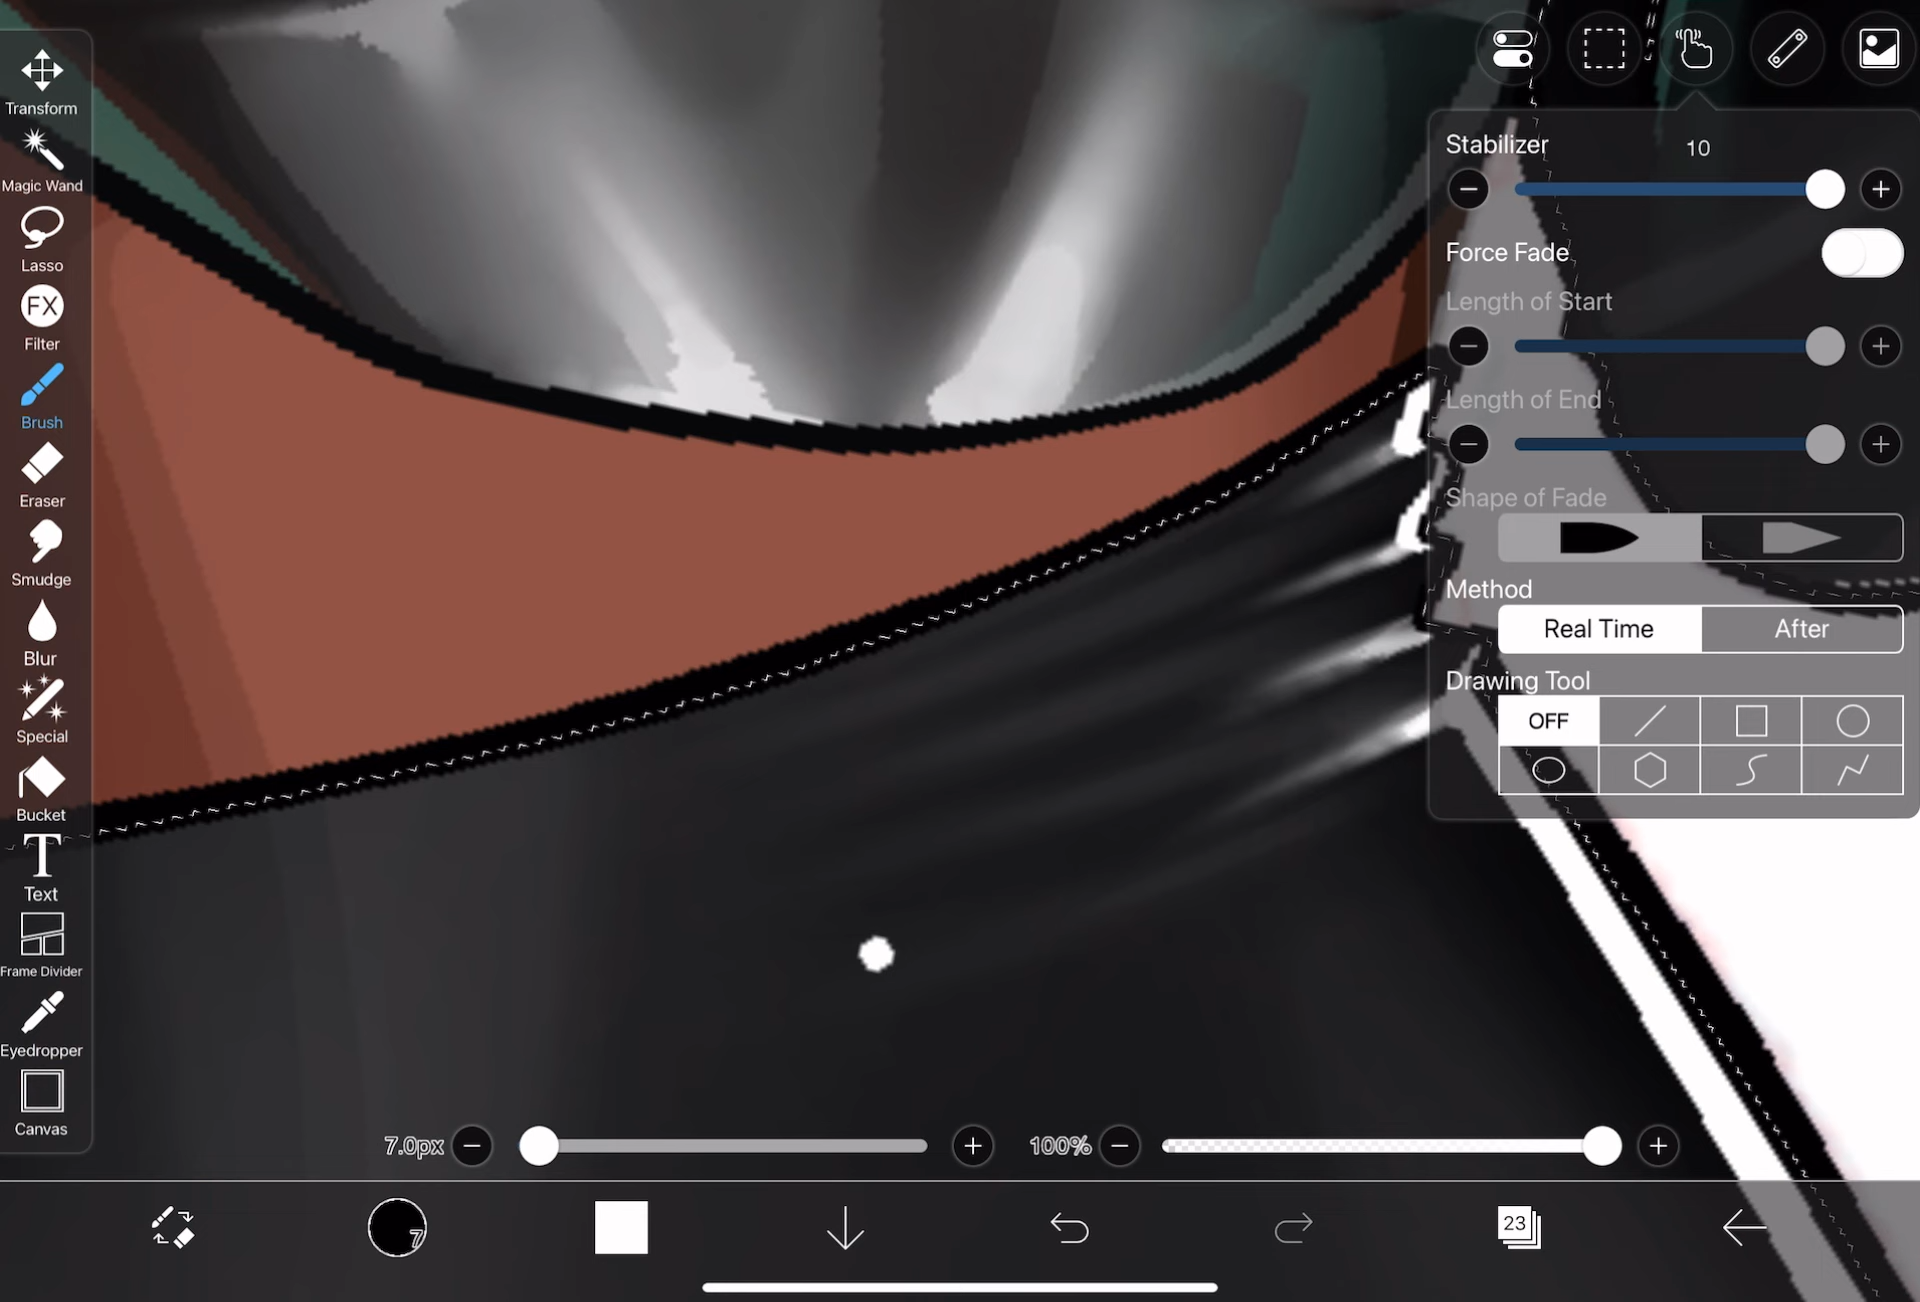 Transform
Magic Wand
Lasso
FX
Filter
Brush
Eraser
Smudge
Blur
Special
Bucket
T
Text
Frame Divider
Eyedropper
Canvas
Stabilizer 10
Force Fade
Length of Start
Length of End
Shape of Fade
Method
Real Time After
Drawing Tool
OFF
7.0px 100%
7
23